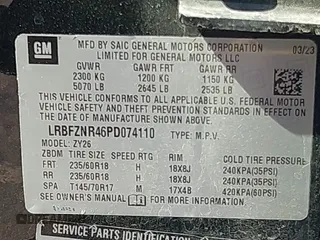 GM
MFD BY SAIC GENERAL MOTORS CORPORATION 03/23
LIMITED FOR GENERAL MOTORS LLC
GVWR GAWR FRT GAWR RR
2300 KG 1200 KG 1150 KG
5070 LB 2645 LB 2535 LB
THIS VEHICLE CONFORMS TO ALL APPLICABLE
U.S. FEDERAL MOTOR VEHICLE SAFETY, BUMPER,
AND THEFT PREVENTION STANDARDS IN EFFECT ON THE
DATE OF MANUFACTURE SHOWN ABOVE.
LRBFZNR46PD074110 TYPE: M.P.V.
MODEL: ZY26
ZBDM TIRE SIZE SPEED RTG RIM COLD TIRE PRESSURE
FRT 235/60R18 H 18X8J 240KPA(35PSI)
RR 235/60R18 H 18X8J 240KPA(35PSI)
SPA T145/70R17 M 17X4B 420KPA(60PSI)
SEE OWNER'S MANUAL FOR MORE INFORMATION.
SERVICE PARTS IDENTIFICATION